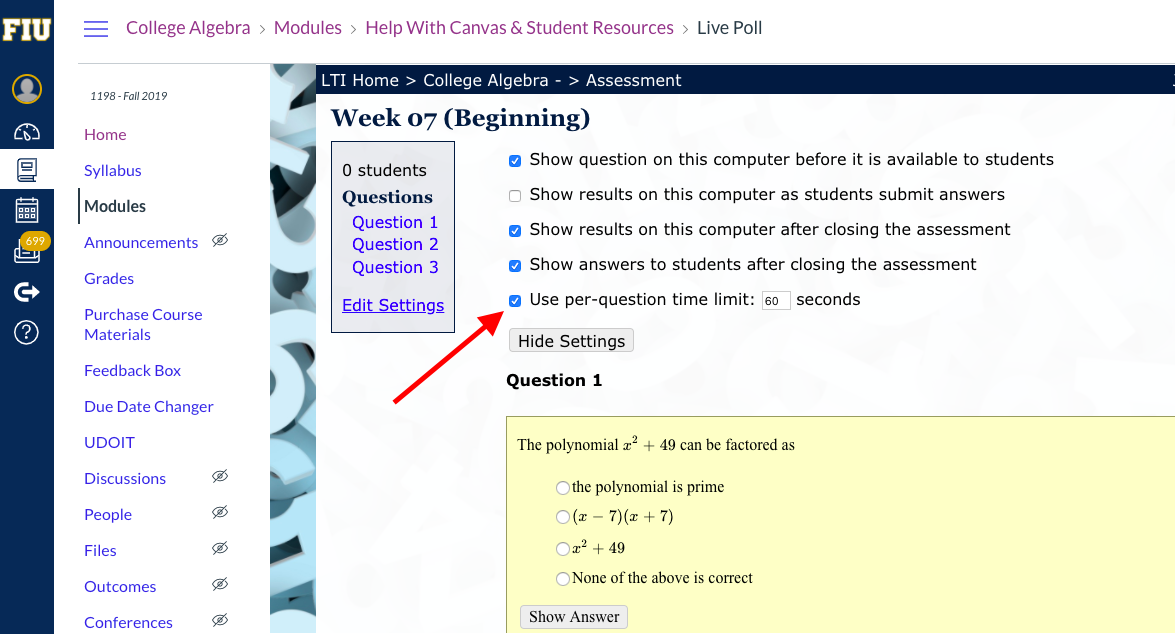 FIU
College Algebra > Modules > Help With Canvas & Student Resources > Live Poll
1198 - Fall 2019
Home
Syllabus
Modules
Announcements
Grades
Purchase Course
Materials
Feedback Box
Due Date Changer
UDOIT
Discussions
People
Files
Outcomes
Conferences
699
LTI Home > College Algebra - > Assessment
Week 07 (Beginning)
0 students
Questions
Question 1
Question 2
Question 3
Edit Settings
Show question on this computer before it is available to students
Show results on this computer as students submit answers
Show results on this computer after closing the assessment
Show answers to students after closing the assessment
Use per-question time limit: 60 seconds
Hide Settings
Question 1
The polynomial x² + 49 can be factored as
the polynomial is prime
(x − 7)(x + 7)
x² + 49
None of the above is correct
Show Answer